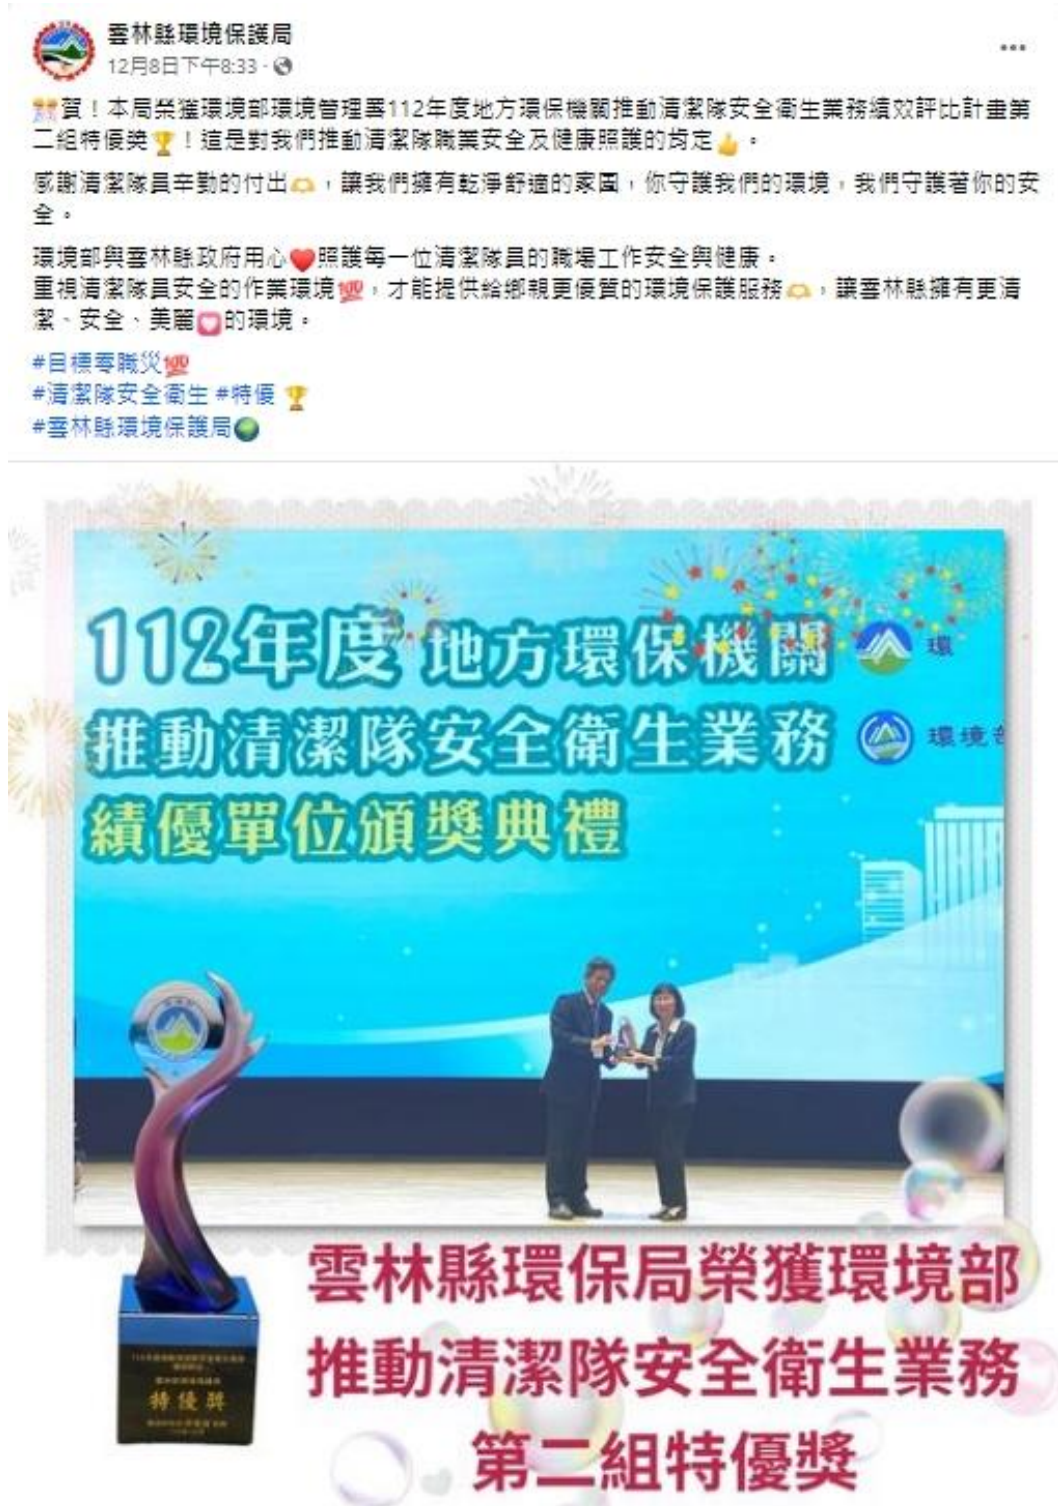 雲林縣環境保護局
12月8日下午8:33
賀！本局榮獲環境部環境管理署112年度地方環保機關推動清潔隊安全衛生業務績效評比計畫第
二組特優獎🏆！這是對我們推動清潔隊職業安全及健康照護的肯定👍。
感謝清潔隊員辛勤的付出🫶，讓我們擁有乾淨舒適的家園，你守護我們的環境，我們守護著你的安
全。
環境部與雲林縣政府用心❤️照護每一位清潔隊員的職場工作安全與健康。
重視清潔隊員安全的作業環境💯，才能提供給鄉親更優質的環境保護服務🫶，讓雲林縣擁有更清
潔、安全、美麗💟的環境。
#目標零職災💯
#清潔隊安全衛生 #特優 🏆
#雲林縣環境保護局🌏
112年度 地方環保機關
環
推動清潔隊安全衛生業務
環境部
績優單位頒獎典禮
特優獎
雲林縣環保局榮獲環境部
推動清潔隊安全衛生業務
第二組特優獎